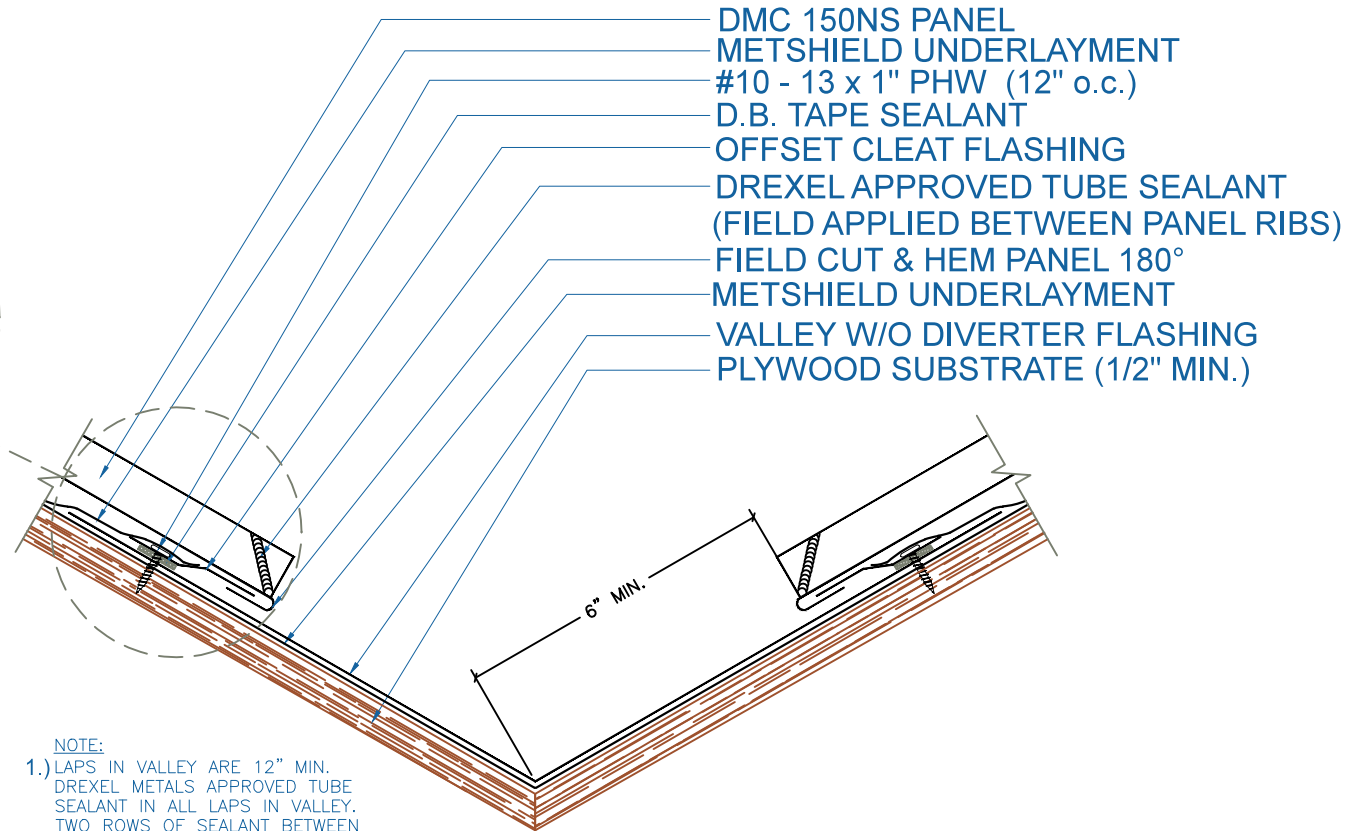 DMC 150NS PANEL
METSHIELD UNDERLAYMENT
#10 - 13 x 1" PHW (12" o.c.)
D.B. TAPE SEALANT
OFFSET CLEAT FLASHING
DREXEL APPROVED TUBE SEALANT
(FIELD APPLIED BETWEEN PANEL RIBS)
FIELD CUT & HEM PANEL 180°
METSHIELD UNDERLAYMENT
VALLEY W/O DIVERTER FLASHING
PLYWOOD SUBSTRATE (1/2" MIN.)
6" MIN.
NOTE:
1.) LAPS IN VALLEY ARE 12" MIN.
DREXEL METALS APPROVED TUBE
SEALANT IN ALL LAPS IN VALLEY.
TWO ROWS OF SEALANT BETWEEN